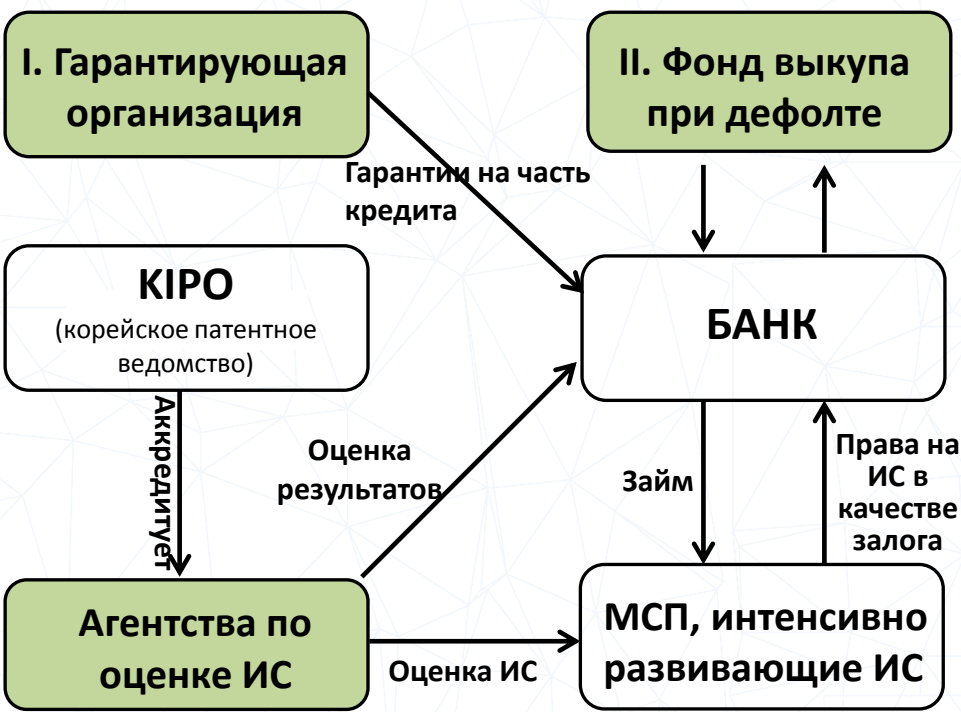 I. Гарантирующая
организация
II. Фонд выкупа
при дефолте
Гарантии на часть
кредита
KIPO
(корейское патентное
ведомство)
БАНК
Аккредитует
Оценка
результатов
Займ
Права на
ИС в
качестве
залога
Агентства по
оценке ИС
Оценка ИС
МСП, интенсивно
развивающие ИС